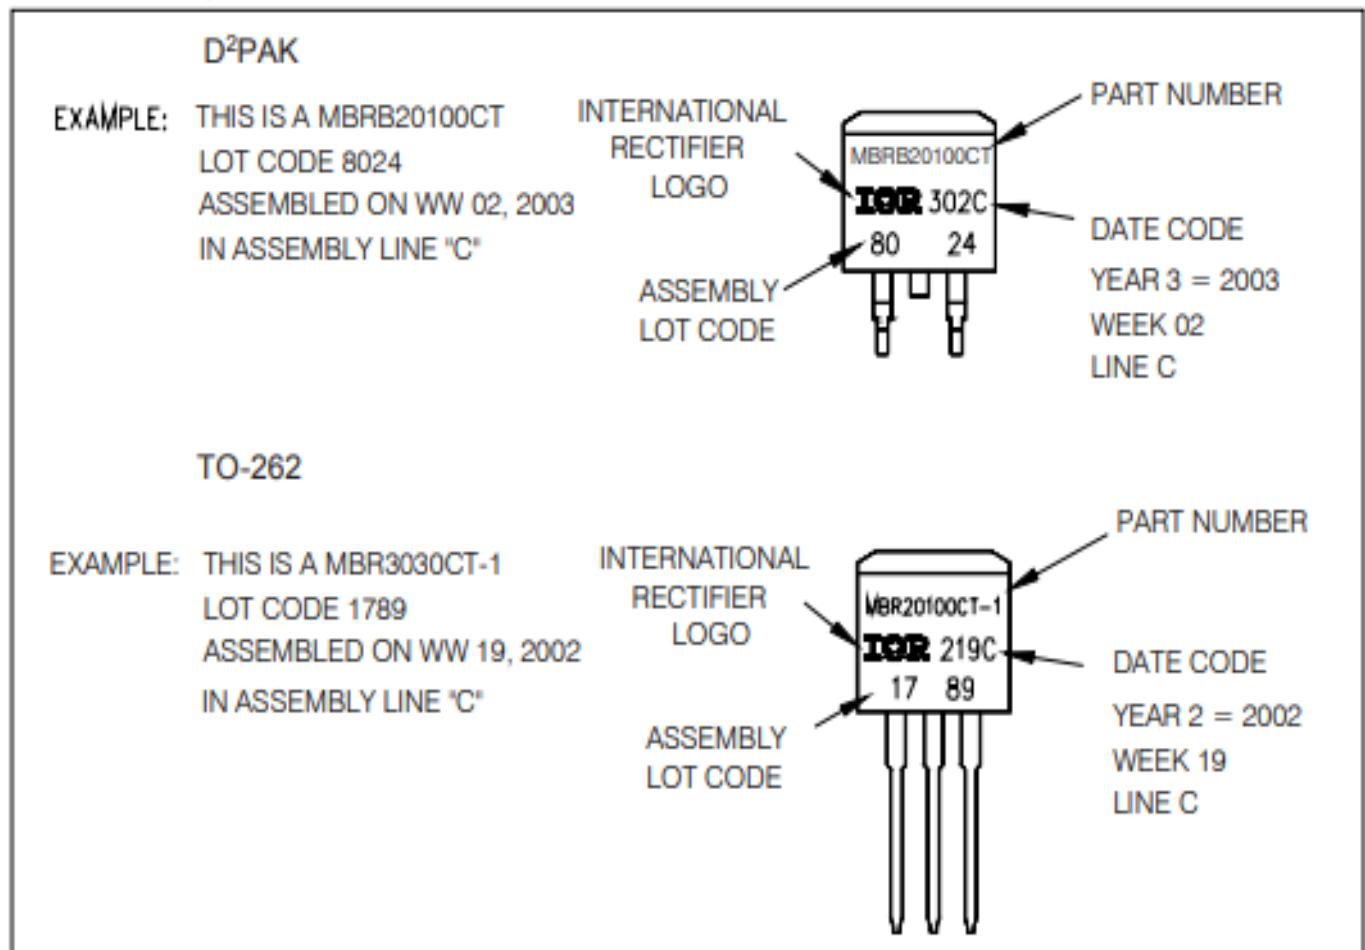 D²PAK
EXAMPLE: THIS IS A MBRB20100CT
LOT CODE 8024
ASSEMBLED ON WW 02, 2003
IN ASSEMBLY LINE "C"
INTERNATIONAL
RECTIFIER
LOGO
ASSEMBLY
LOT CODE
MBRB20100CT
IOR 302C
80 24
PART NUMBER
DATE CODE
YEAR 3 = 2003
WEEK 02
LINE C
TO-262
EXAMPLE: THIS IS A MBR3030CT-1
LOT CODE 1789
ASSEMBLED ON WW 19, 2002
IN ASSEMBLY LINE "C"
INTERNATIONAL
RECTIFIER
LOGO
ASSEMBLY
LOT CODE
MBR20100CT-1
IOR 219C
17 89
PART NUMBER
DATE CODE
YEAR 2 = 2002
WEEK 19
LINE C